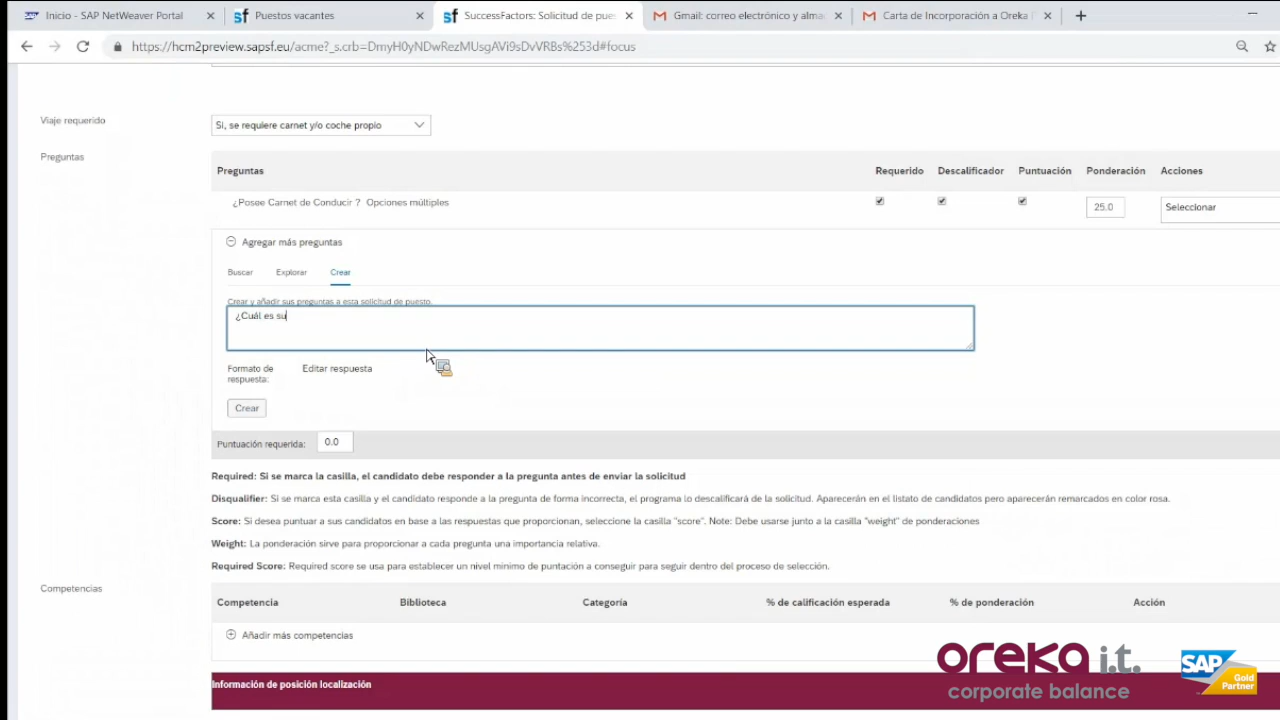 Inicio - SAP NetWeaver Portal
Puestos vacantes
SuccessFactors: Solicitud de pues
Gmail: correo electrónico y alma
Carta de Incorporación a Oreka I
https://hcm2preview.sapsf.eu/acme?_s.crb=DmyH0yNDwRezMUsgAVi9sDvVRBs%253d#focus
Viaje requerido
Si, se requiere carnet y/o coche propio
Preguntas
Preguntas Requerido Descalificador Puntuación Ponderación Acciones
¿Posee Carnet de Conducir ? Opciones múltiples 25.0 Seleccionar
Agregar más preguntas
Buscar Explorar Crear
Crear y añadir sus preguntas a esta solicitud de puesto.
¿Cuál es su
Formato de respuesta: Editar respuesta
Crear
Puntuación requerida: 0.0
Required: Si se marca la casilla, el candidato debe responder a la pregunta antes de enviar la solicitud
Disqualifier: Si se marca esta casilla y el candidato responde a la pregunta de forma incorrecta, el programa lo descalificará de la solicitud. Aparecerán en el listato de candidatos pero aparecerán remarcados en color rosa.
Score: Si desea puntuar a sus candidatos en base a las respuestas que proporcionan, seleccione la casilla "score". Note: Debe usarse junto a la casilla "weight" de ponderaciones
Weight: La ponderación sirve para proporcionar a cada pregunta una importancia relativa.
Required Score: Required score se usa para establecer un nivel minimo de puntación a conseguir para seguir dentro del proceso de selección.
Competencias
Competencia Biblioteca Categoría % de calificación esperada % de ponderación Acción
Añadir más competencias
Información de posición localización
oreka i.t.
corporate balance
SAP
Gold
Partner